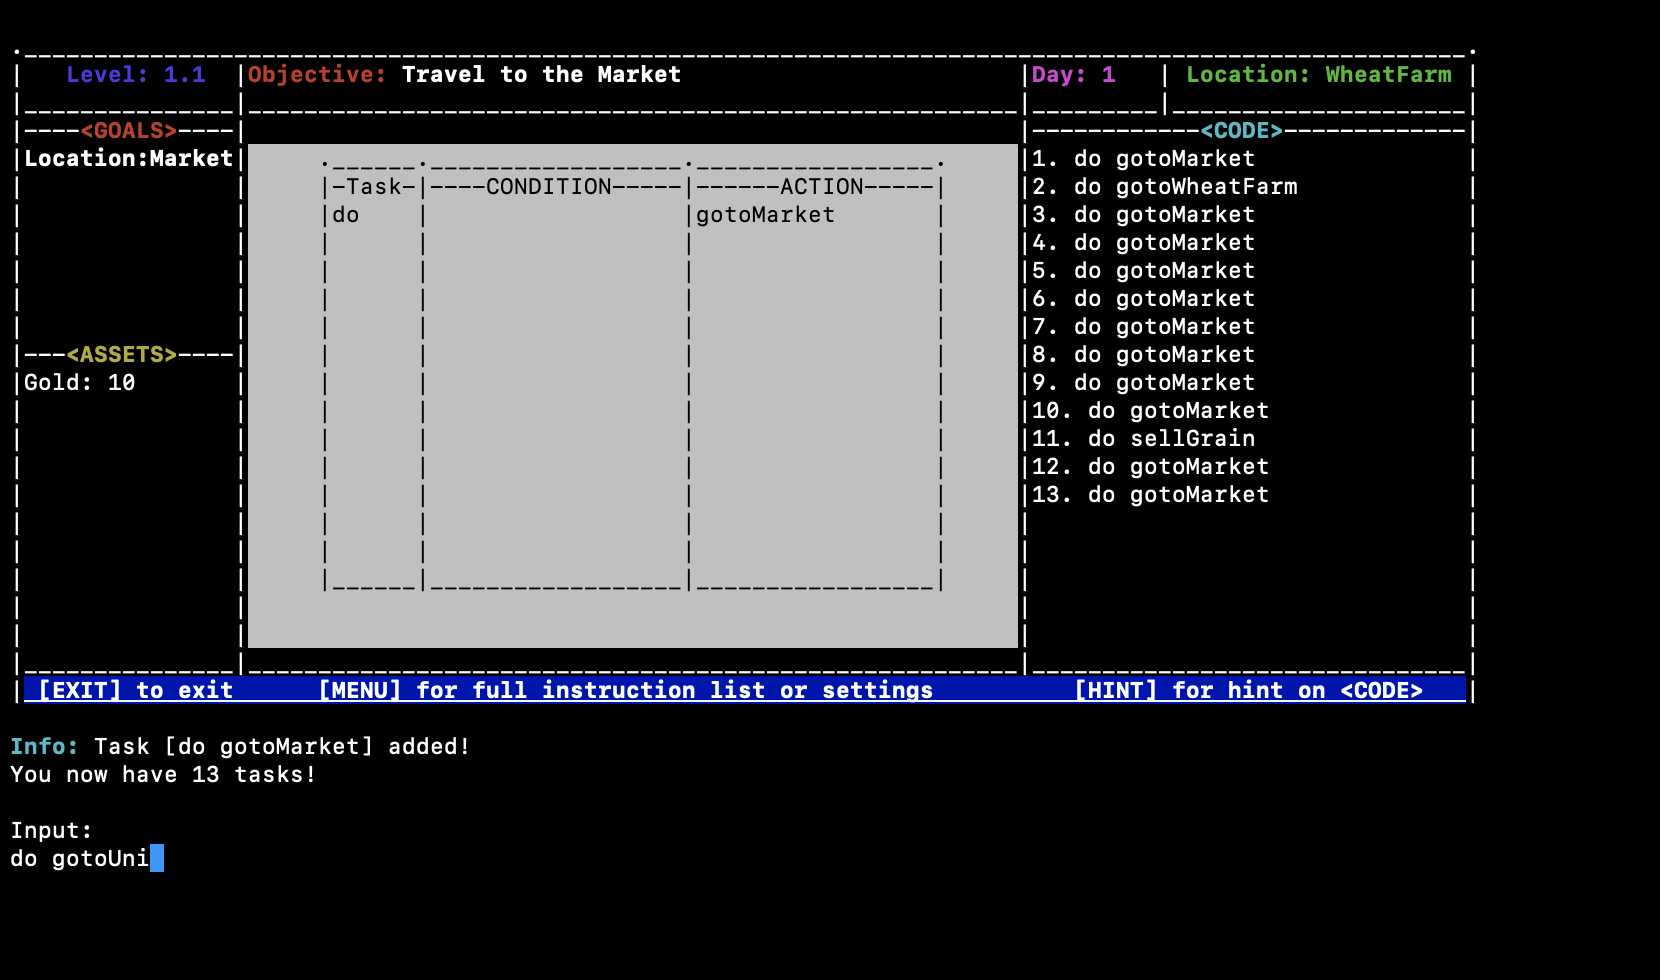 Level: 1.1 Objective: Travel to the Market Day: 1 Location: WheatFarm
----<GOALS>---- ------------<CODE>-------------
Location:Market 1. do gotoMarket
-Task- ----CONDITION----- ------ACTION----- 2. do gotoWheatFarm
do gotoMarket 3. do gotoMarket
4. do gotoMarket
5. do gotoMarket
6. do gotoMarket
7. do gotoMarket
---<ASSETS>---- 8. do gotoMarket
Gold: 10 9. do gotoMarket
10. do gotoMarket
11. do sellGrain
12. do gotoMarket
13. do gotoMarket
[EXIT] to exit [MENU] for full instruction list or settings [HINT] for hint on <CODE>
Info: Task [do gotoMarket] added!
You now have 13 tasks!
Input:
do gotoUni